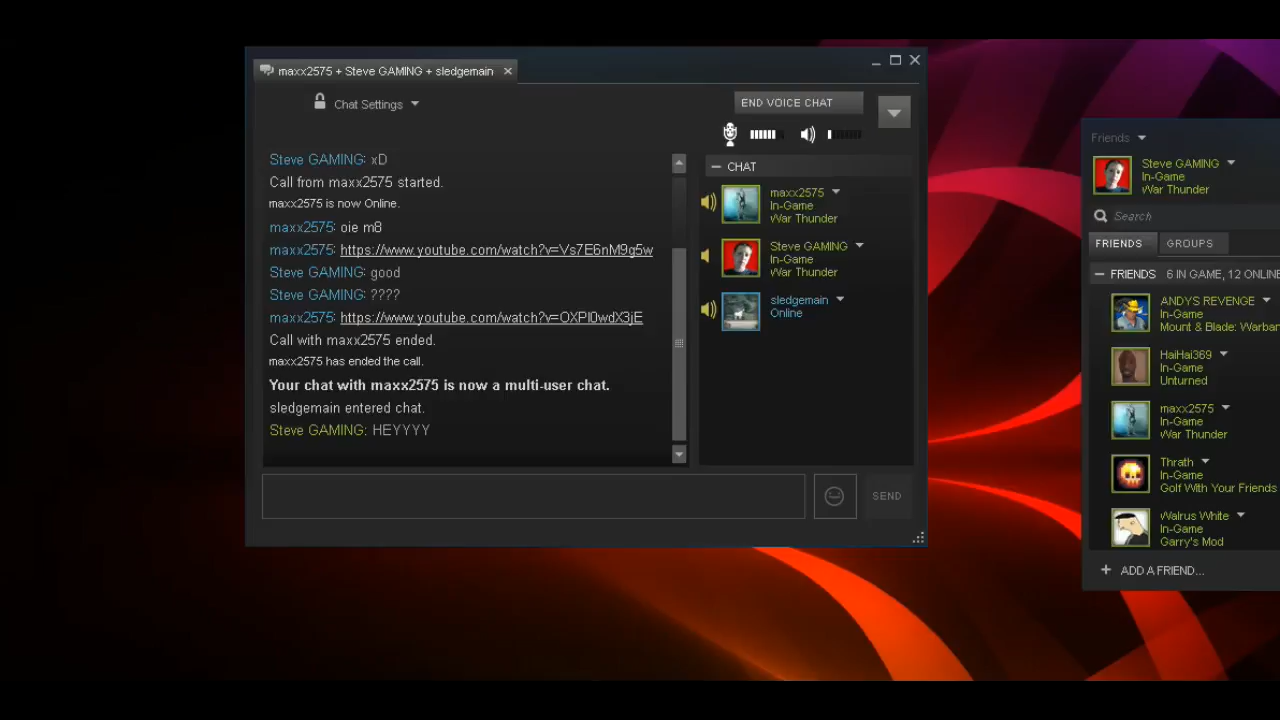 maxx2575 + Steve GAMING + sledgemain
Chat Settings
END VOICE CHAT
Steve GAMING: xD
Call from maxx2575 started.
maxx2575 is now Online.
maxx2575: oie m8
maxx2575: https://www.youtube.com/watch?v=Vs7E6nM9g5w
Steve GAMING: good
Steve GAMING: ????
maxx2575: https://www.youtube.com/watch?v=OXPl0wdX3jE
Call with maxx2575 ended.
maxx2575 has ended the call.
Your chat with maxx2575 is now a multi-user chat.
sledgemain entered chat.
Steve GAMING: HEYYYY
SEND
CHAT
maxx2575
In-Game
War Thunder
Steve GAMING
In-Game
War Thunder
sledgemain
Online
Friends
Steve GAMING
In-Game
War Thunder
Search
FRIENDS
GROUPS
FRIENDS 6 IN GAME, 12 ONLINE
ANDYS REVENGE
In-Game
Mount & Blade: Warban
HaiHai369
In-Game
Unturned
maxx2575
In-Game
War Thunder
Thrath
In-Game
Golf With Your Friends
Walrus White
In-Game
Garry's Mod
+ ADD A FRIEND...